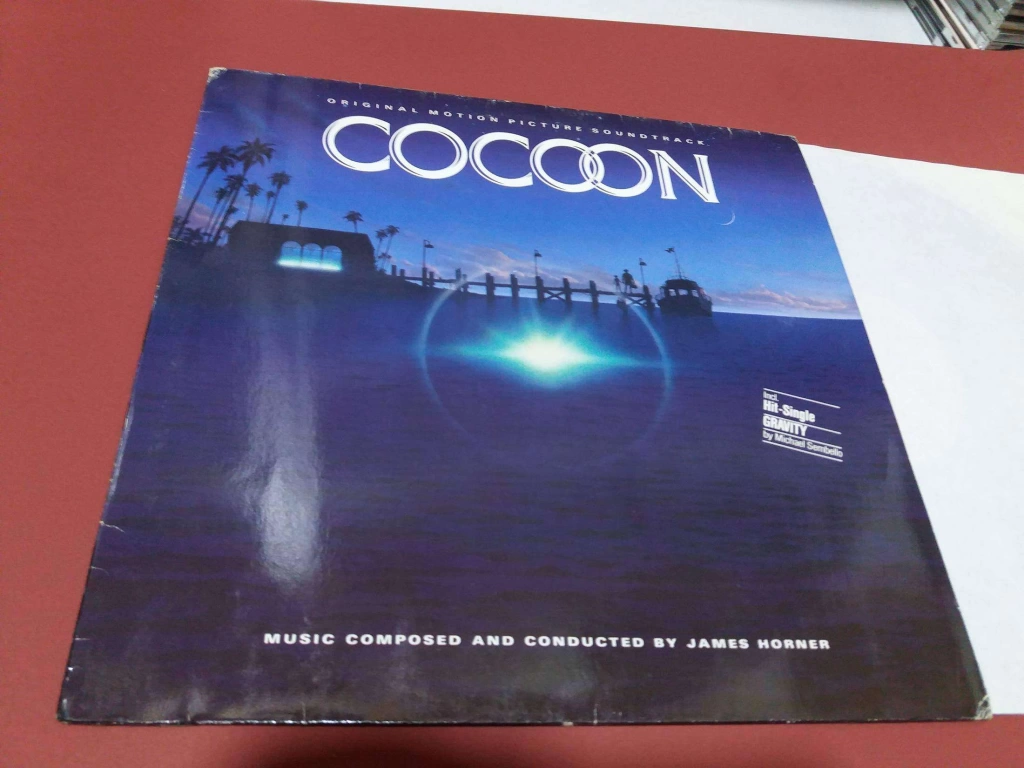 ORIGINAL MOTION PICTURE SOUNDTRACK
COCOON
Incl.
Hit-Single
GRAVITY
by Michael Sembello
MUSIC COMPOSED AND CONDUCTED BY JAMES HORNER